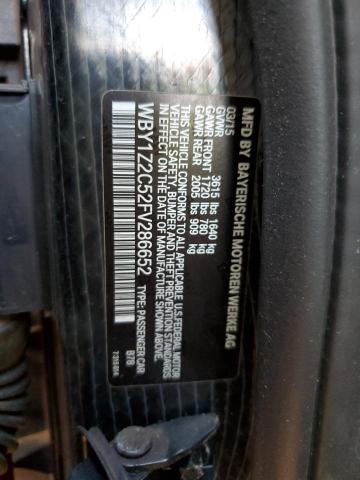 MFD BY BAYERISCHE MOTOREN WERKE AG
03/15
GVWR 3615 lbs 1640 kg
GAWR FRONT 1720 lbs 780 kg
GAWR REAR 2005 lbs 909 kg
THIS VEHICLE CONFORMS TO ALL APPLICABLE U.S. FEDERAL MOTOR
VEHICLE SAFETY, BUMPER AND THEFT PREVENTION STANDARDS
IN EFFECT ON THE DATE OF MANUFACTURE SHOWN ABOVE.
WBY1Z2C52FV286652 TYPE: PASSENGER CAR
B78